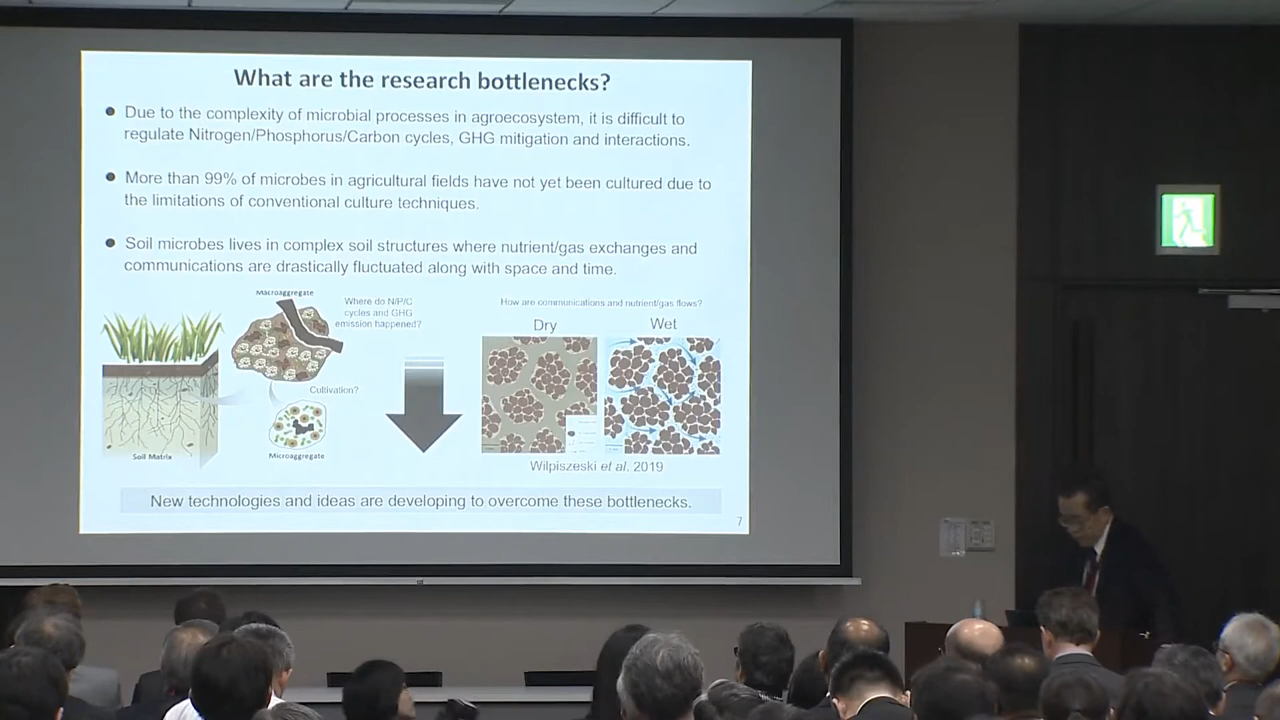 What are the research bottlenecks?
Due to the complexity of microbial processes in agroecosystem, it is difficult to
regulate Nitrogen/Phosphorus/Carbon cycles, GHG mitigation and interactions.
More than 99% of microbes in agricultural fields have not yet been cultured due to
the limitations of conventional culture techniques.
Soil microbes lives in complex soil structures where nutrient/gas exchanges and
communications are drastically fluctuated along with space and time.
Macroaggregate
Where do N/P/C
cycles and GHG
emission happened?
Cultivation?
Soil Matrix
Microaggregate
How are communications and nutrient/gas flows?
Dry
Wet
Wilpiszeski et al. 2019
New technologies and ideas are developing to overcome these bottlenecks.
7